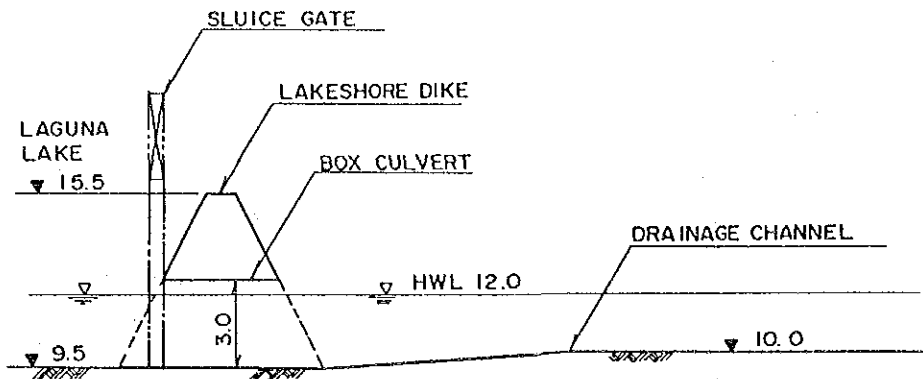 SLUICE GATE
LAKESHORE DIKE
LAGUNA
LAKE
BOX CULVERT
15.5
DRAINAGE CHANNEL
HWL 12.0
3.0
9.5
10.0